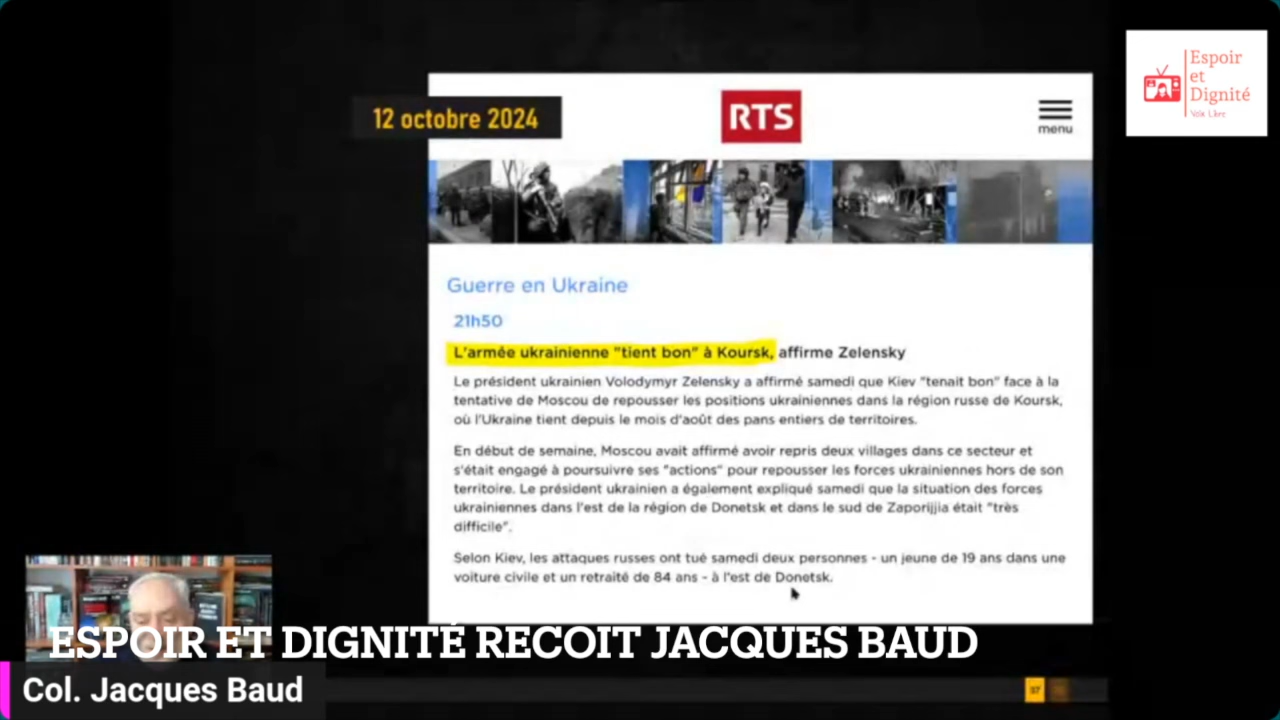 12 octobre 2024
RTS
menu
Espoir
et
Dignité
Guerre en Ukraine
21h50
L'armée ukrainienne "tient bon" à Koursk, affirme Zelensky
Le président ukrainien Volodymyr Zelensky a affirmé samedi que Kiev "tenait bon" face à la
tentative de Moscou de repousser les positions ukrainiennes dans la région russe de Koursk,
où l'Ukraine tient depuis le mois d'août des pans entiers de territoires.
En début de semaine, Moscou avait affirmé avoir repris deux villages dans ce secteur et
s'était engagé à poursuivre ses "actions" pour repousser les forces ukrainiennes hors de son
territoire. Le président ukrainien a également expliqué samedi que la situation des forces
ukrainiennes dans l'est de la région de Donetsk et dans le sud de Zaporijjia était "très
difficile".
Selon Kiev, les attaques russes ont tué samedi deux personnes - un jeune de 19 ans dans une
voiture civile et un retraité de 84 ans - à l'est de Donetsk.
ESPOIR ET DIGNITÉ RECOIT JACQUES BAUD
Col. Jacques Baud